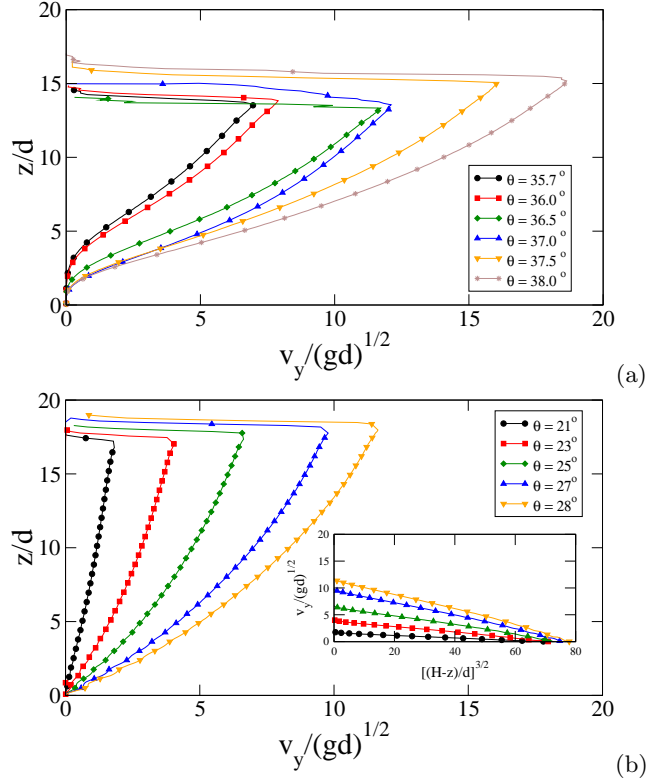 20
15
10
5
0
z/d
0 5 10 15 20
v_y/(gd)^{1/2}
θ = 35.7°
θ = 36.0°
θ = 36.5°
θ = 37.0°
θ = 37.5°
θ = 38.0°
(a)
20
15
10
5
0
z/d
0 5 10 15 20
v_y/(gd)^{1/2}
θ = 21°
θ = 23°
θ = 25°
θ = 27°
θ = 28°
20
15
10
5
0
v_y/(gd)^{1/2}
0 20 40 60 80
[(H-z)/d]^{3/2}
(b)